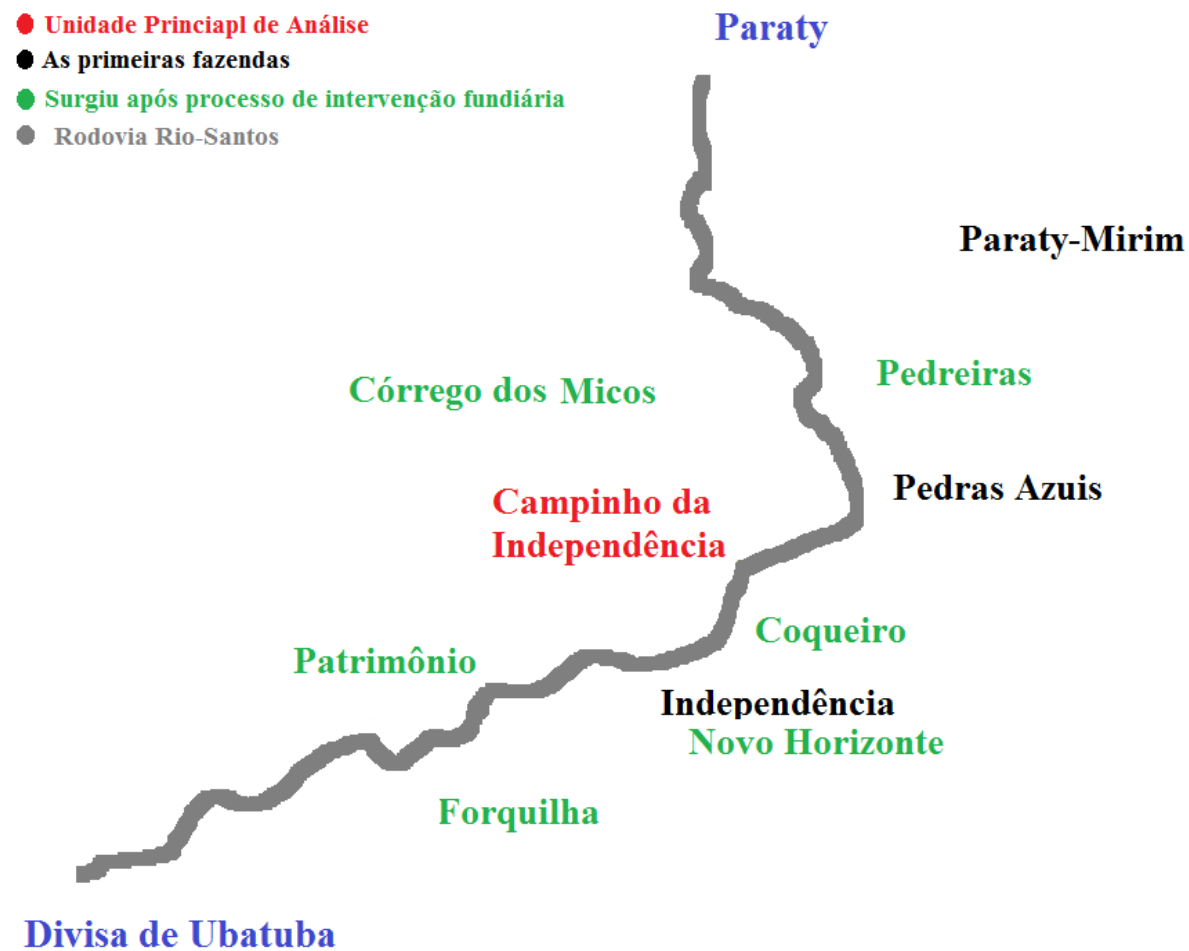 Unidade Princiapl de Análise
As primeiras fazendas
Surgiu após processo de intervenção fundiária
Rodovia Rio-Santos
Paraty
Paraty-Mirim
Pedreiras
Córrego dos Micos
Pedras Azuis
Campinho da
Independência
Coqueiro
Patrimônio
Independência
Novo Horizonte
Forquilha
Divisa de Ubatuba